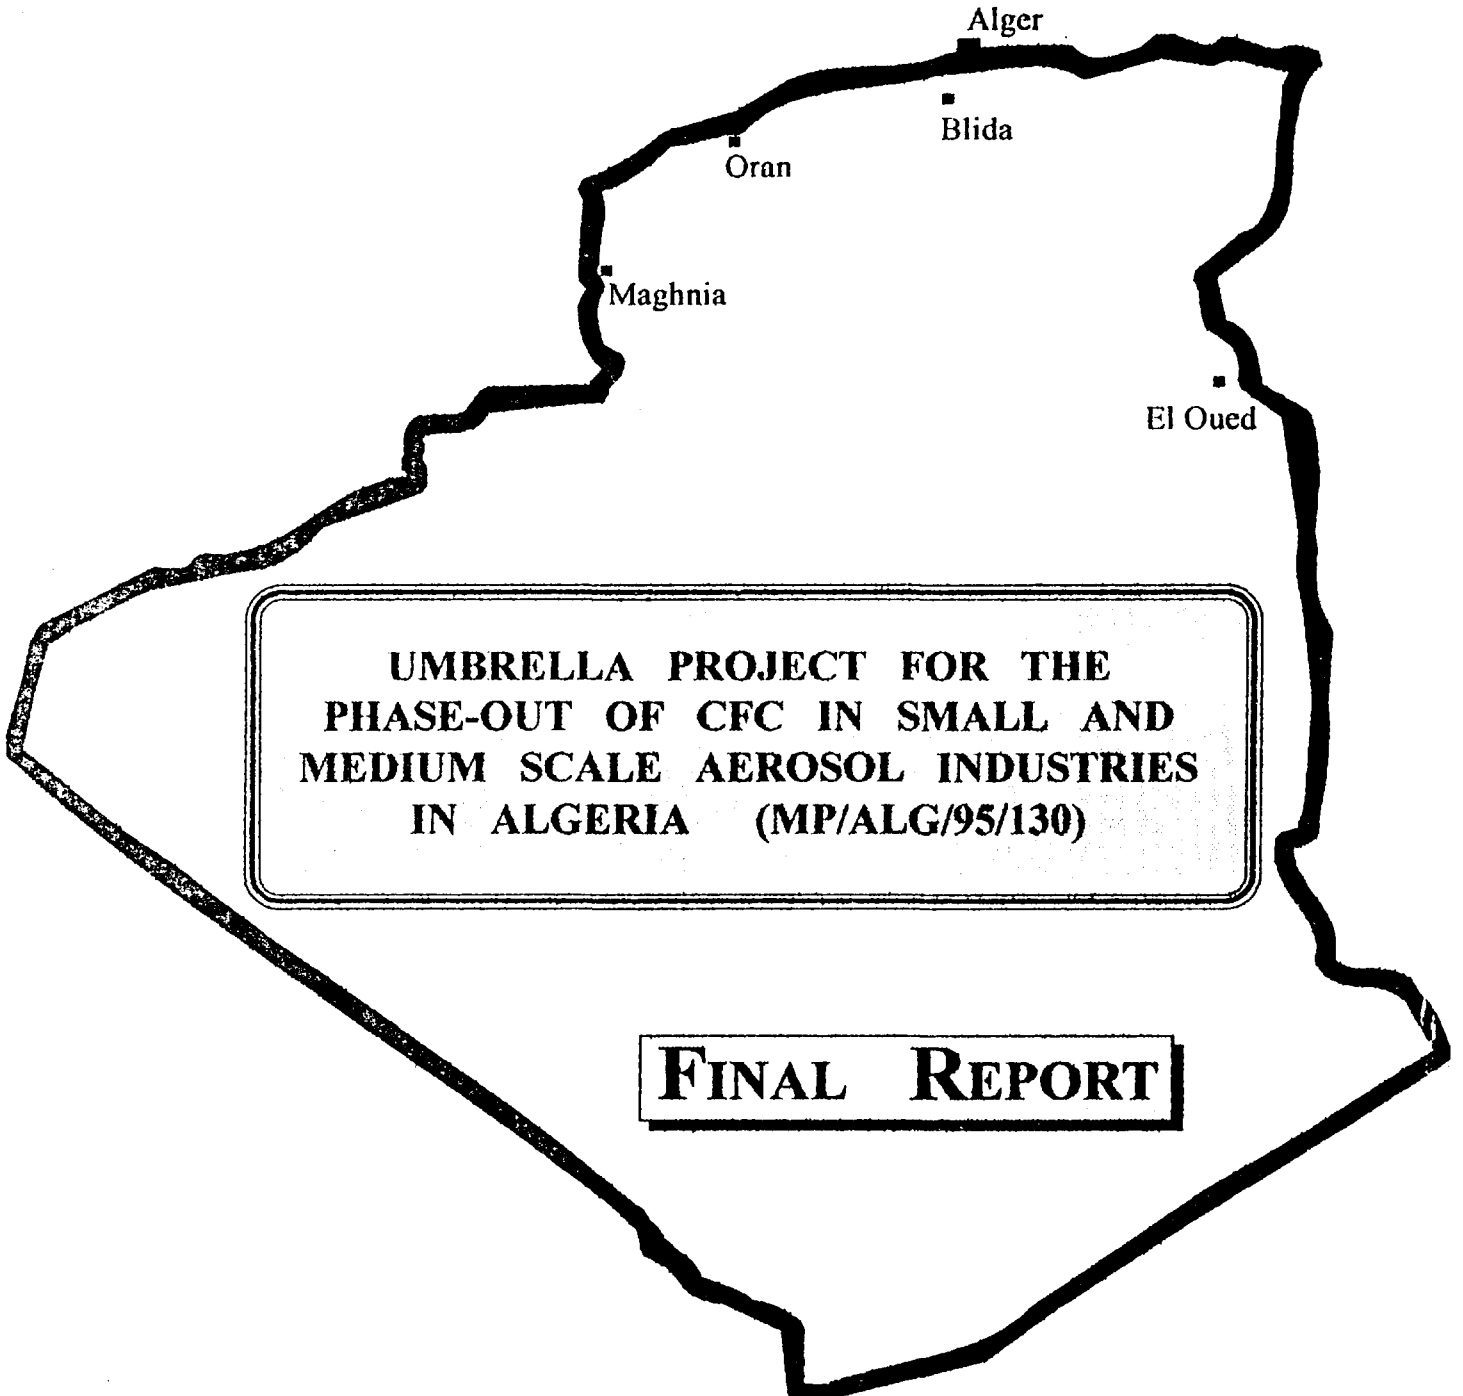 Alger
Blida
Oran
Maghnia
El Oued
UMBRELLA PROJECT FOR THE
PHASE-OUT OF CFC IN SMALL AND
MEDIUM SCALE AEROSOL INDUSTRIES
IN ALGERIA (MP/ALG/95/130)
FINAL REPORT